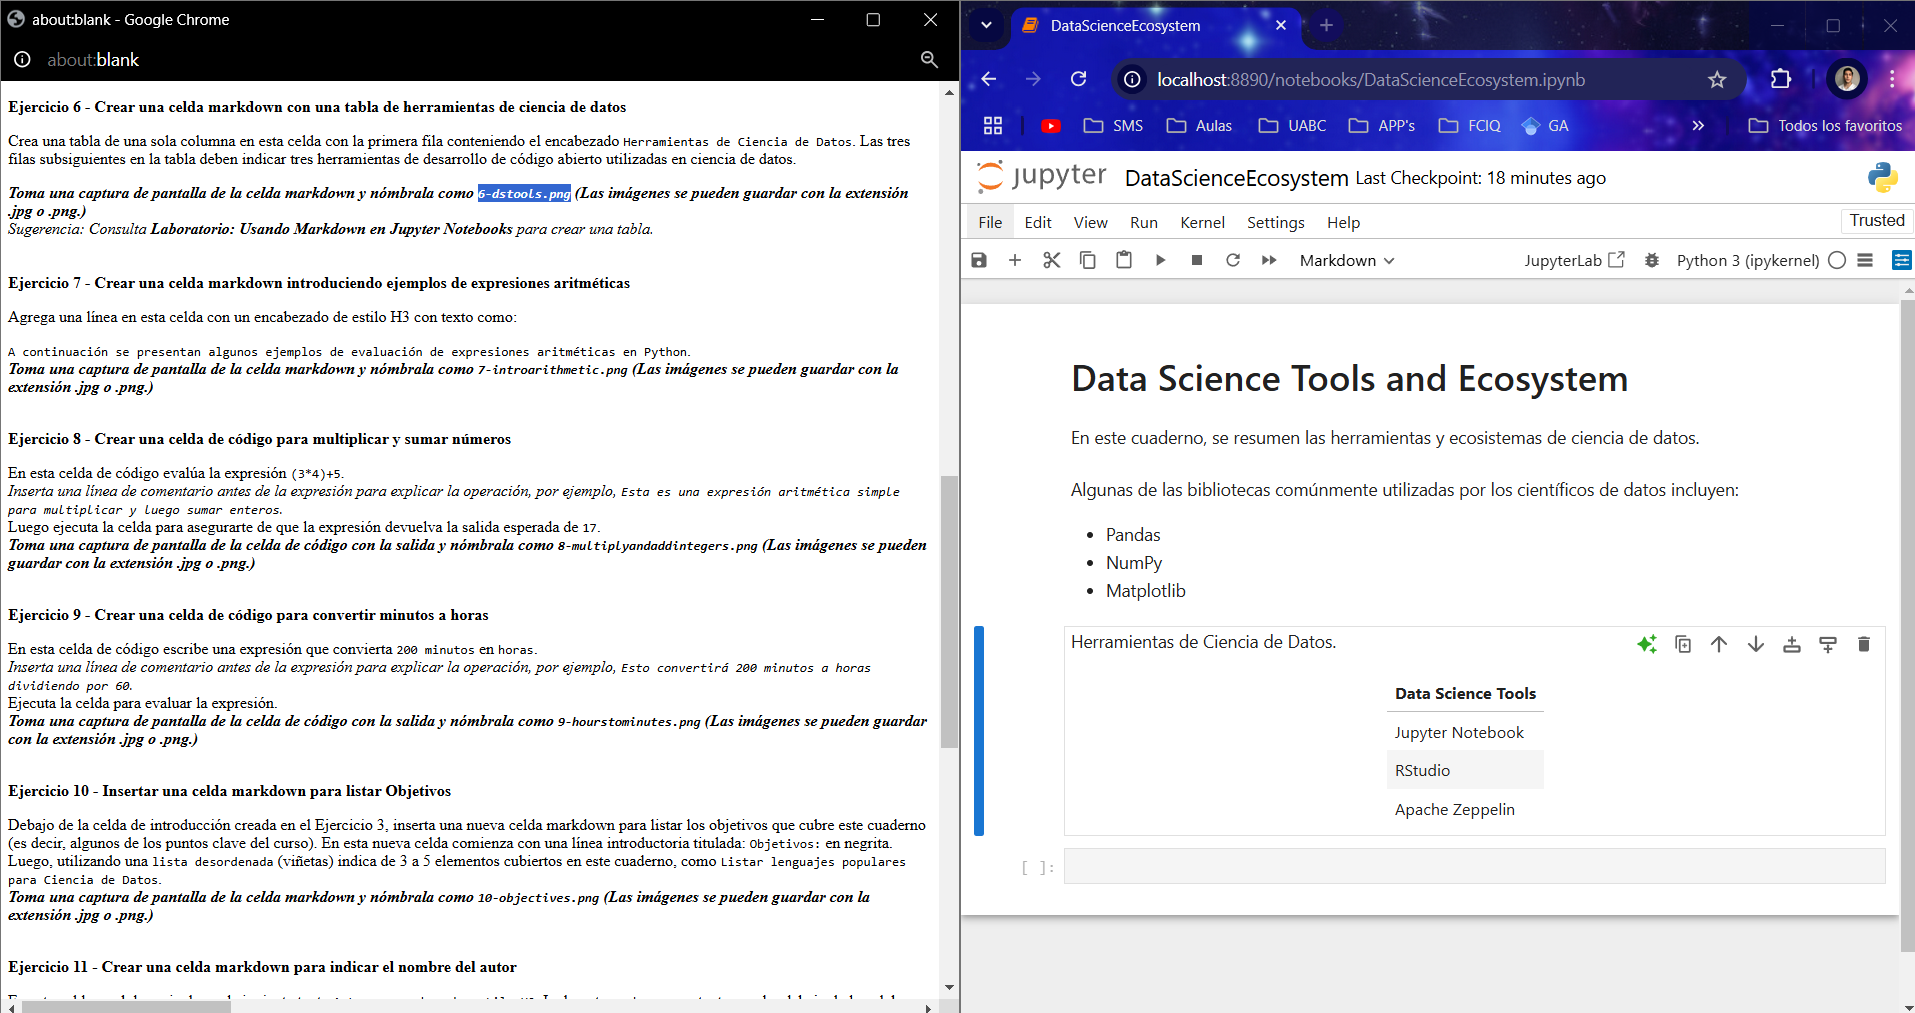 about:blank - Google Chrome
about:blank
Ejercicio 6 - Crear una celda markdown con una tabla de herramientas de ciencia de datos
Crea una tabla de una sola columna en esta celda con la primera fila conteniendo el encabezado Herramientas de Ciencia de Datos. Las tres
filas subsiguientes en la tabla deben indicar tres herramientas de desarrollo de código abierto utilizadas en ciencia de datos.
Toma una captura de pantalla de la celda markdown y nómbrala como 6-dstools.png (Las imágenes se pueden guardar con la extensión
.jpg o .png.)
Sugerencia: Consulta Laboratorio: Usando Markdown en Jupyter Notebooks para crear una tabla.
Ejercicio 7 - Crear una celda markdown introduciendo ejemplos de expresiones aritméticas
Agrega una línea en esta celda con un encabezado de estilo H3 con texto como:
A continuación se presentan algunos ejemplos de evaluación de expresiones aritméticas en Python.
Toma una captura de pantalla de la celda markdown y nómbrala como 7-introarithmetic.png (Las imágenes se pueden guardar con la
extensión .jpg o .png.)
Ejercicio 8 - Crear una celda de código para multiplicar y sumar números
En esta celda de código evalúa la expresión (3*4)+5.
Inserta una línea de comentario antes de la expresión para explicar la operación, por ejemplo, Esta es una expresión aritmética simple
para multiplicar y luego sumar enteros.
Luego ejecuta la celda para asegurarte de que la expresión devuelva la salida esperada de 17.
Toma una captura de pantalla de la celda de código con la salida y nómbrala como 8-multiplyandaddintegers.png (Las imágenes se pueden
guardar con la extensión .jpg o .png.)
Ejercicio 9 - Crear una celda de código para convertir minutos a horas
En esta celda de código escribe una expresión que convierta 200 minutos en horas.
Inserta una línea de comentario antes de la expresión para explicar la operación, por ejemplo, Esto convertirá 200 minutos a horas
dividiendo por 60.
Ejecuta la celda para evaluar la expresión.
Toma una captura de pantalla de la celda de código con la salida y nómbrala como 9-hourstominutes.png (Las imágenes se pueden guardar
con la extensión .jpg o .png.)
Ejercicio 10 - Insertar una celda markdown para listar Objetivos
Debajo de la celda de introducción creada en el Ejercicio 3, inserta una nueva celda markdown para listar los objetivos que cubre este cuaderno
(es decir, algunos de los puntos clave del curso). En esta nueva celda comienza con una línea introductoria titulada: Objetivos: en negrita.
Luego, utilizando una lista desordenada (viñetas) indica de 3 a 5 elementos cubiertos en este cuaderno, como Listar lenguajes populares
para Ciencia de Datos.
Toma una captura de pantalla de la celda markdown y nómbrala como 10-objectives.png (Las imágenes se pueden guardar con la
extensión .jpg o .png.)
Ejercicio 11 - Crear una celda markdown para indicar el nombre del autor
DataScienceEcosystem
localhost:8890/notebooks/DataScienceEcosystem.ipynb
SMS Aulas UABC APP's FCIQ GA » Todos los favoritos
jupyter DataScienceEcosystem Last Checkpoint: 18 minutes ago
File Edit View Run Kernel Settings Help Trusted
Markdown JupyterLab Python 3 (ipykernel)
Data Science Tools and Ecosystem
En este cuaderno, se resumen las herramientas y ecosistemas de ciencia de datos.
Algunas de las bibliotecas comúnmente utilizadas por los científicos de datos incluyen:
• Pandas
• NumPy
• Matplotlib
Herramientas de Ciencia de Datos.
Data Science Tools
Jupyter Notebook
RStudio
Apache Zeppelin
[ ]: